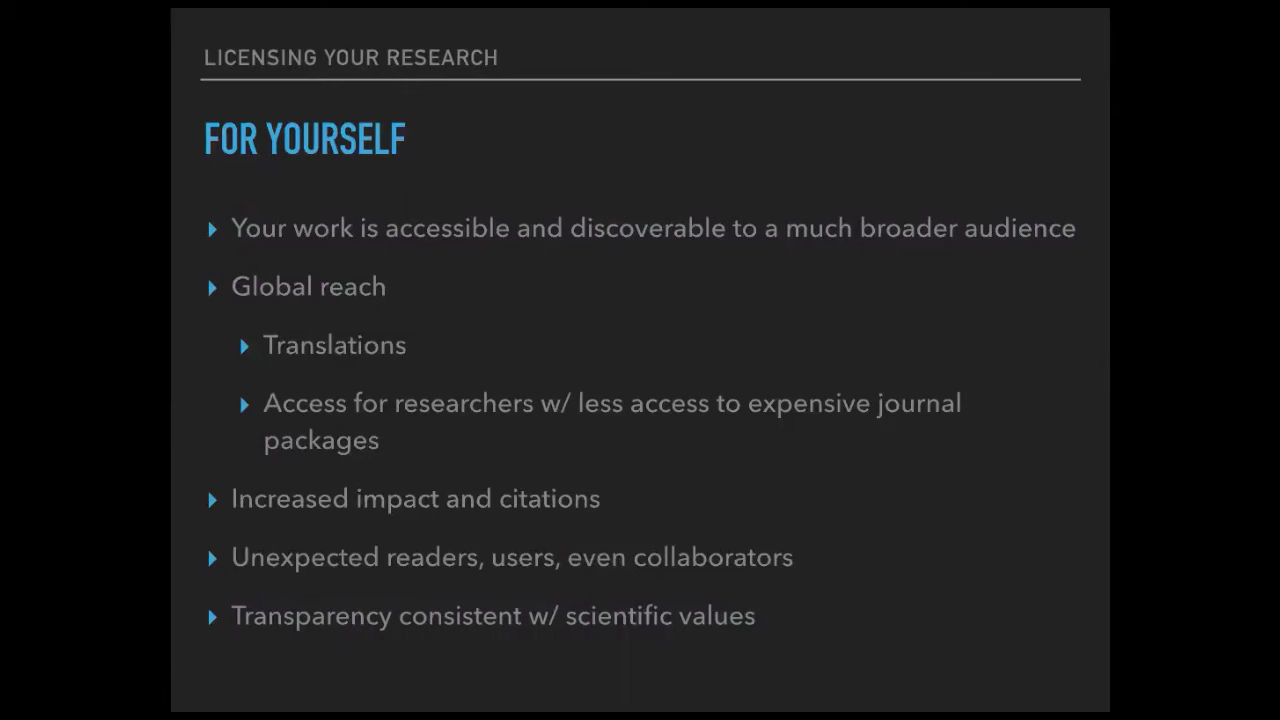 LICENSING YOUR RESEARCH
FOR YOURSELF
Your work is accessible and discoverable to a much broader audience
Global reach
Translations
Access for researchers w/ less access to expensive journal
packages
Increased impact and citations
Unexpected readers, users, even collaborators
Transparency consistent w/ scientific values